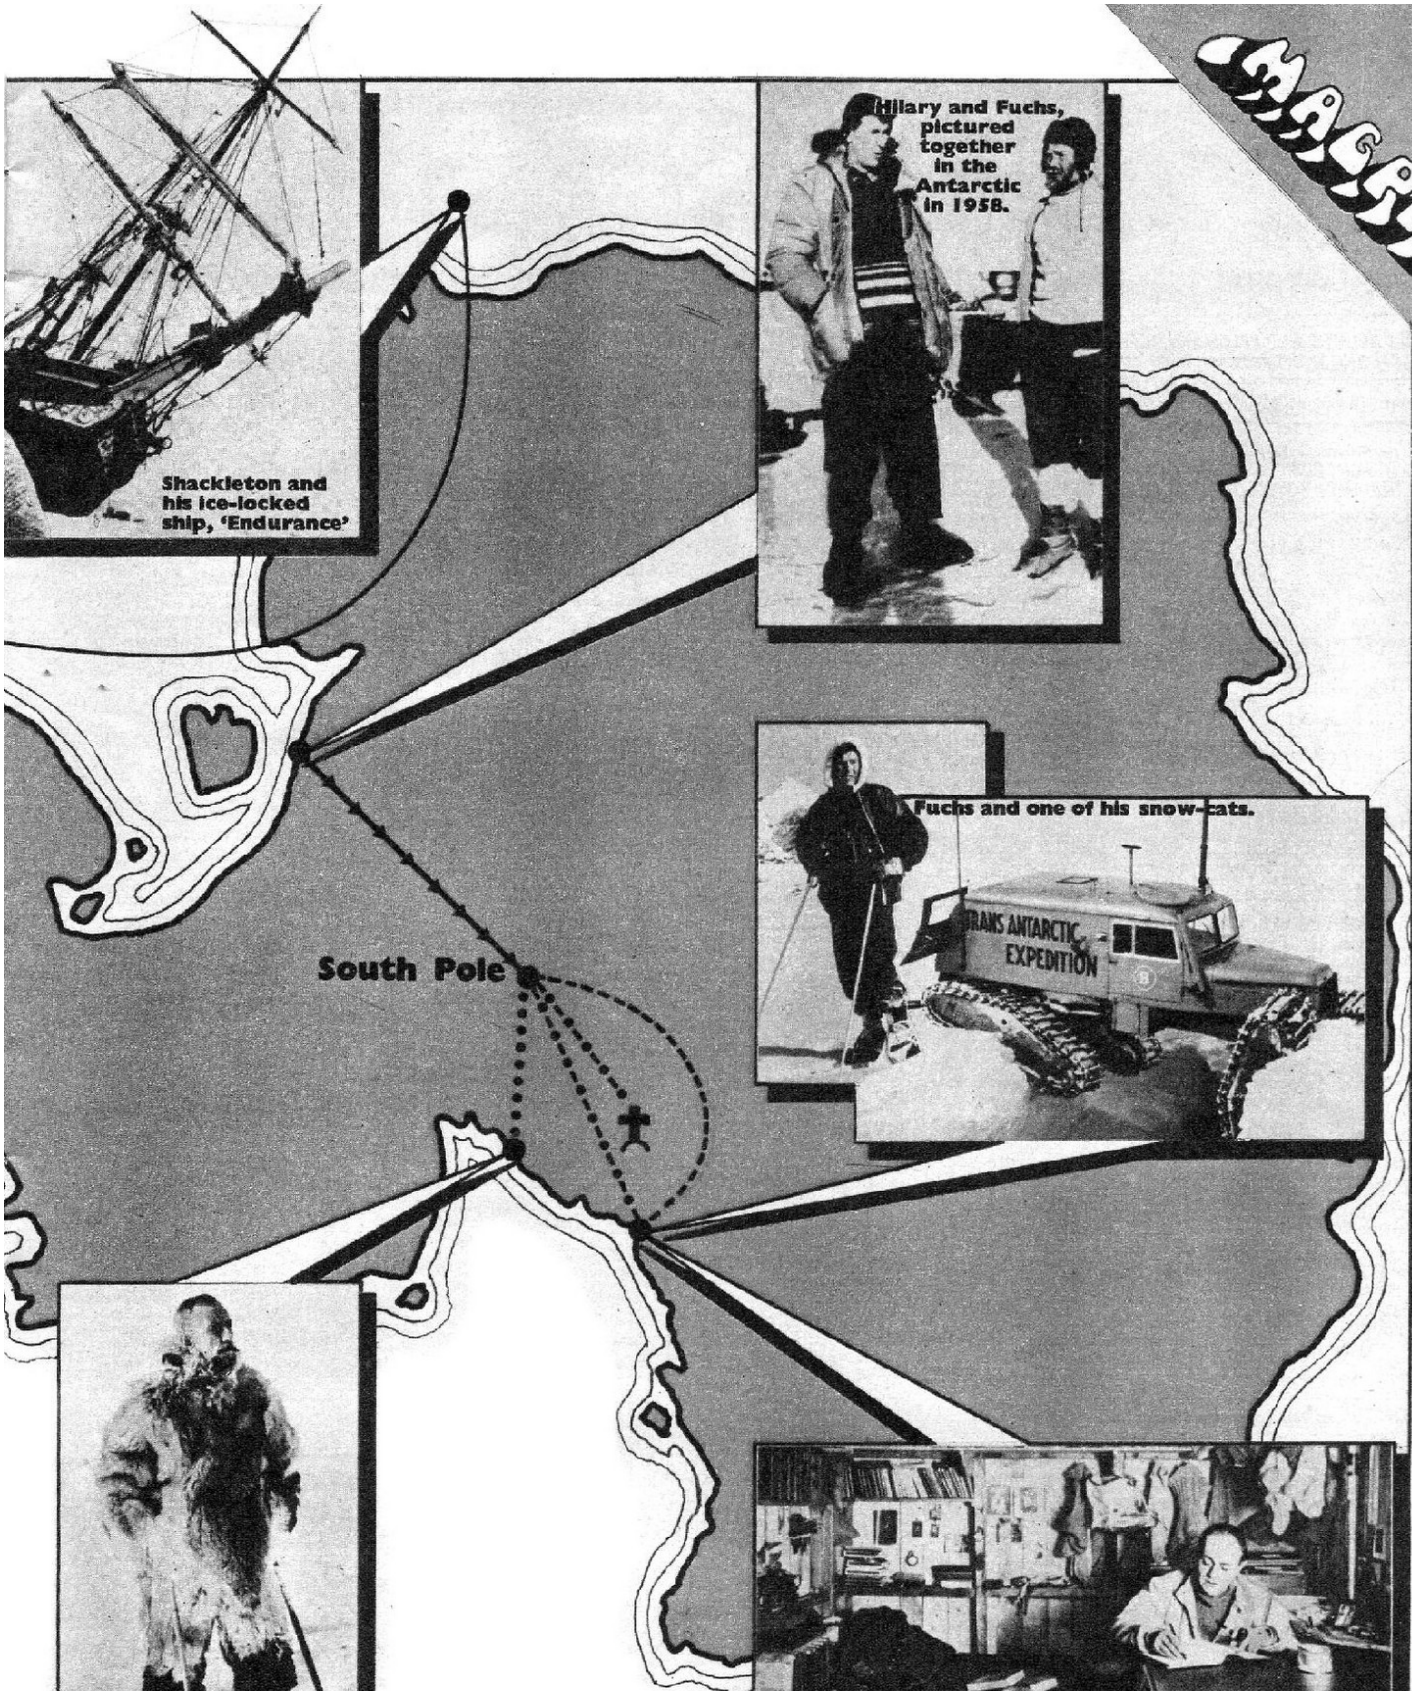 MAGP
Hilary and Fuchs,
pictured
together
in the
Antarctic
in 1958.
Shackleton and
his ice-locked
ship, 'Endurance'
Fuchs and one of his snow-cats.
TRANS ANTARCTIC
EXPEDITION
B
South Pole